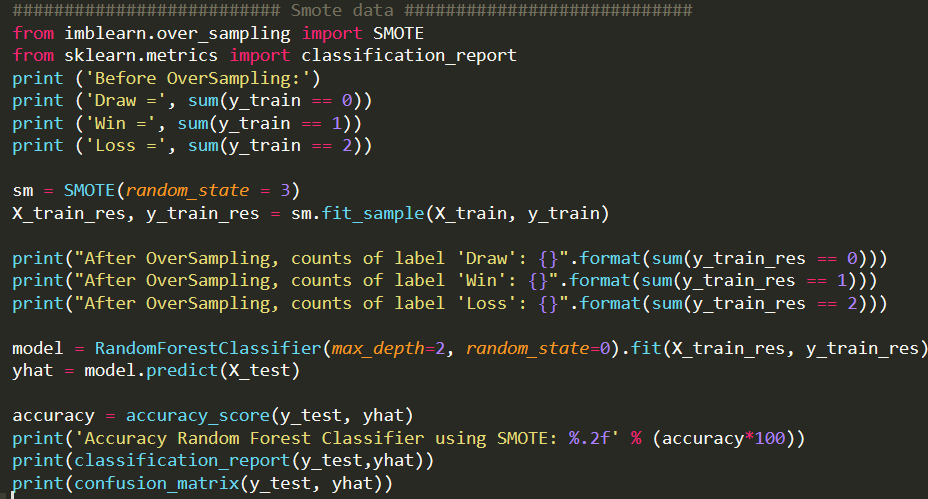 ########################## Smote data ############################
from imblearn.over_sampling import SMOTE
from sklearn.metrics import classification_report
print ('Before OverSampling:')
print ('Draw =', sum(y_train == 0))
print ('Win =', sum(y_train == 1))
print ('Loss =', sum(y_train == 2))
sm = SMOTE(random_state = 3)
X_train_res, y_train_res = sm.fit_sample(X_train, y_train)
print("After OverSampling, counts of label 'Draw': {}".format(sum(y_train_res == 0)))
print("After OverSampling, counts of label 'Win': {}".format(sum(y_train_res == 1)))
print("After OverSampling, counts of label 'Loss': {}".format(sum(y_train_res == 2)))
model = RandomForestClassifier(max_depth=2, random_state=0).fit(X_train_res, y_train_res)
yhat = model.predict(X_test)
accuracy = accuracy_score(y_test, yhat)
print('Accuracy Random Forest Classifier using SMOTE: %.2f' % (accuracy*100))
print(classification_report(y_test,yhat))
print(confusion_matrix(y_test, yhat))